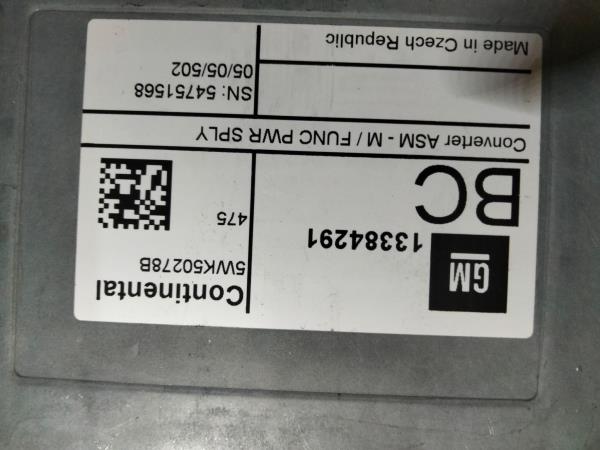 GM
13384291
BC
Continental
5WK50278B
475
Converter ASM - M / FUNC PWR SPLY
SN: 54751568
05/05/502
Made in Czech Republic